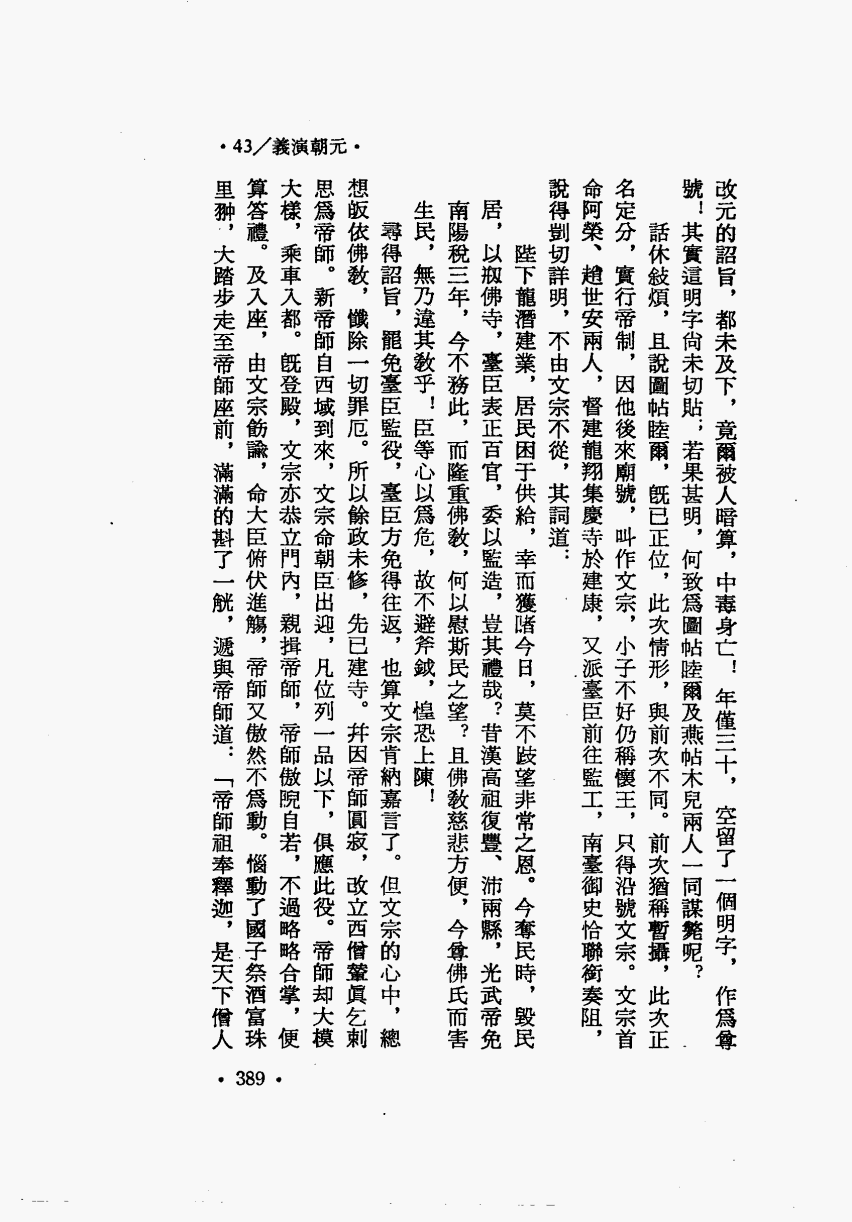 ·元朝演義／43·
改元的詔旨，都未及下，竟爾被人暗算，中毒身亡！年僅三十，空留了一個明字，作爲尊
號！其實這明字尙未切貼；若果甚明，何致爲圖帖睦爾及燕帖木兒兩人一同謀斃呢？
話休敍煩，且說圖帖睦爾，旣已正位，此次情形，與前次不同。前次猶稱暫攝，此次正
名定分，實行帝制，因他後來廟號，叫作文宗，小子不好仍稱懷王，只得沿號文宗。文宗首
命阿榮、趙世安兩人，督建龍翔集慶寺於建康，又派臺臣前往監工，南臺御史恰聯銜奏阻，
說得剴切詳明，不由文宗不從，其詞道：
陛下龍潛建業，居民困于供給，幸而獲睹今日，莫不跂望非常之恩。今奪民時，毀民
居，以刱佛寺，臺臣表正百官，委以監造，豈其禮哉？昔漢高祖復豐、沛兩縣，光武帝免
南陽稅三年，今不務此，而隆重佛敎，何以慰斯民之望？且佛敎慈悲方便，今尊佛氏而害
生民，無乃違其敎乎！臣等心以爲危，故不避斧鉞，惶恐上陳！
尋得詔旨，罷免臺臣監役，臺臣方免得往返，也算文宗肯納嘉言了。但文宗的心中，總
想皈依佛敎，懺除一切罪厄。所以餘政未修，先已建寺。幷因帝師圓寂，改立西僧輦眞乞剌
思爲帝師。新帝師自西域到來，文宗命朝臣出迎，凡位列一品以下，俱應此役。帝師却大模
大樣，乘車入都。旣登殿，文宗亦恭立門內，親揖帝師，帝師傲睨自若，不過略略合掌，便
算答禮。及入座，由文宗飭諭，命大臣俯伏進觴，帝師又傲然不爲動。惱動了國子祭酒富珠
里翀，大踏步走至帝師座前，滿滿的斟了一觥，遞與帝師道：「帝師祖奉釋迦，是天下僧人
·389·